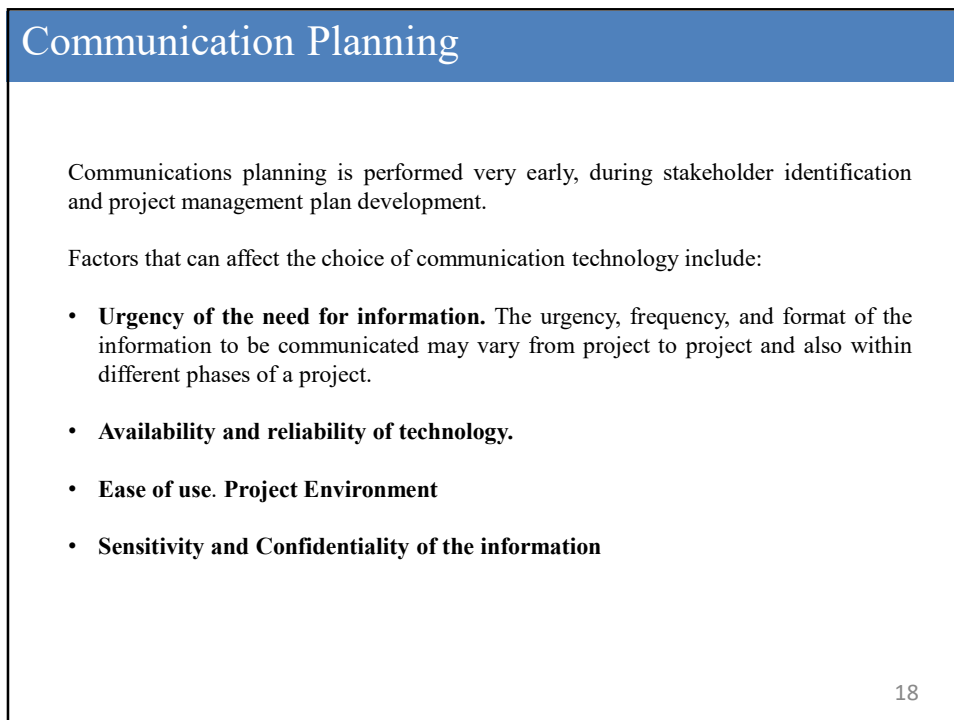 Communication Planning
Communications planning is performed very early, during stakeholder identification
and project management plan development.
Factors that can affect the choice of communication technology include:
• Urgency of the need for information. The urgency, frequency, and format of the
information to be communicated may vary from project to project and also within
different phases of a project.
• Availability and reliability of technology.
• Ease of use. Project Environment
• Sensitivity and Confidentiality of the information
18